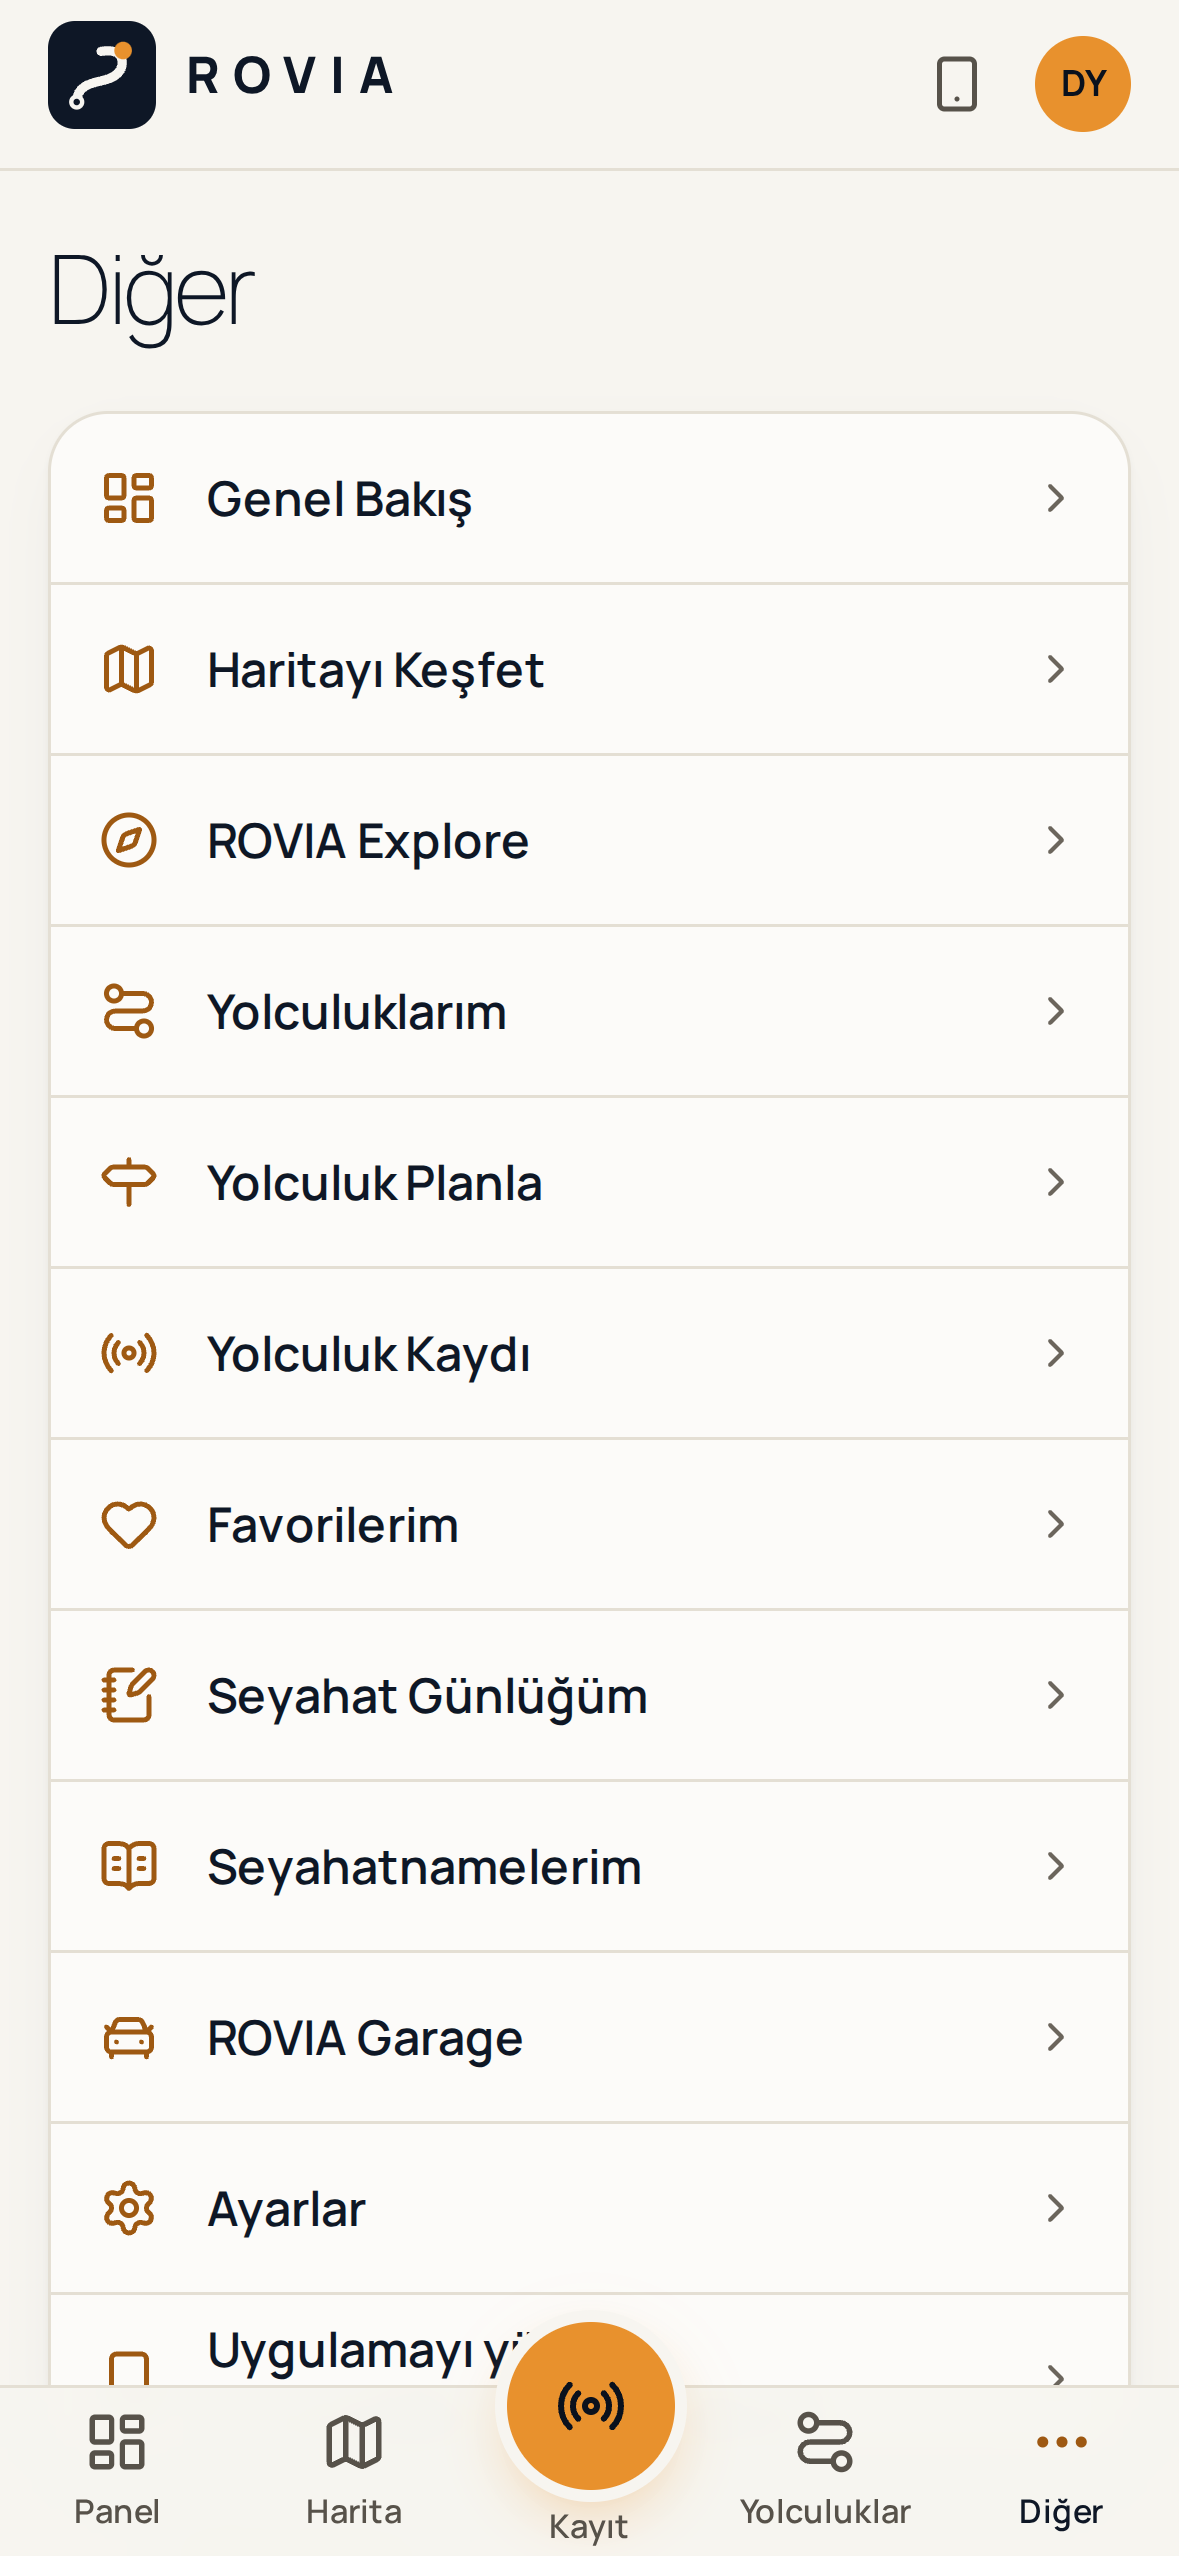 ROVIA
DY
Diğer
Genel Bakış
Haritayı Keşfet
ROVIA Explore
Yolculuklarım
Yolculuk Planla
Yolculuk Kaydı
Favorilerim
Seyahat Günlüğüm
Seyahatnamelerim
ROVIA Garage
Ayarlar
Uygulamayı
Panel
Harita
Kayıt
Yolculuklar
Diğer